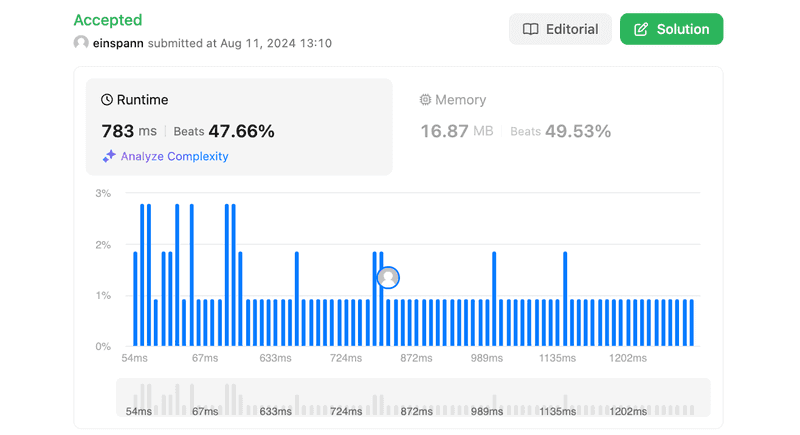 Accepted
einspann submitted at Aug 11, 2024 13:10
Editorial
Solution
Runtime
783 ms | Beats 47.66%
Analyze Complexity
Memory
16.87 MB | Beats 49.53%
3%
2%
1%
0%
54ms 67ms 633ms 724ms 872ms 989ms 1135ms 1202ms
54ms 67ms 633ms 724ms 872ms 989ms 1135ms 1202ms